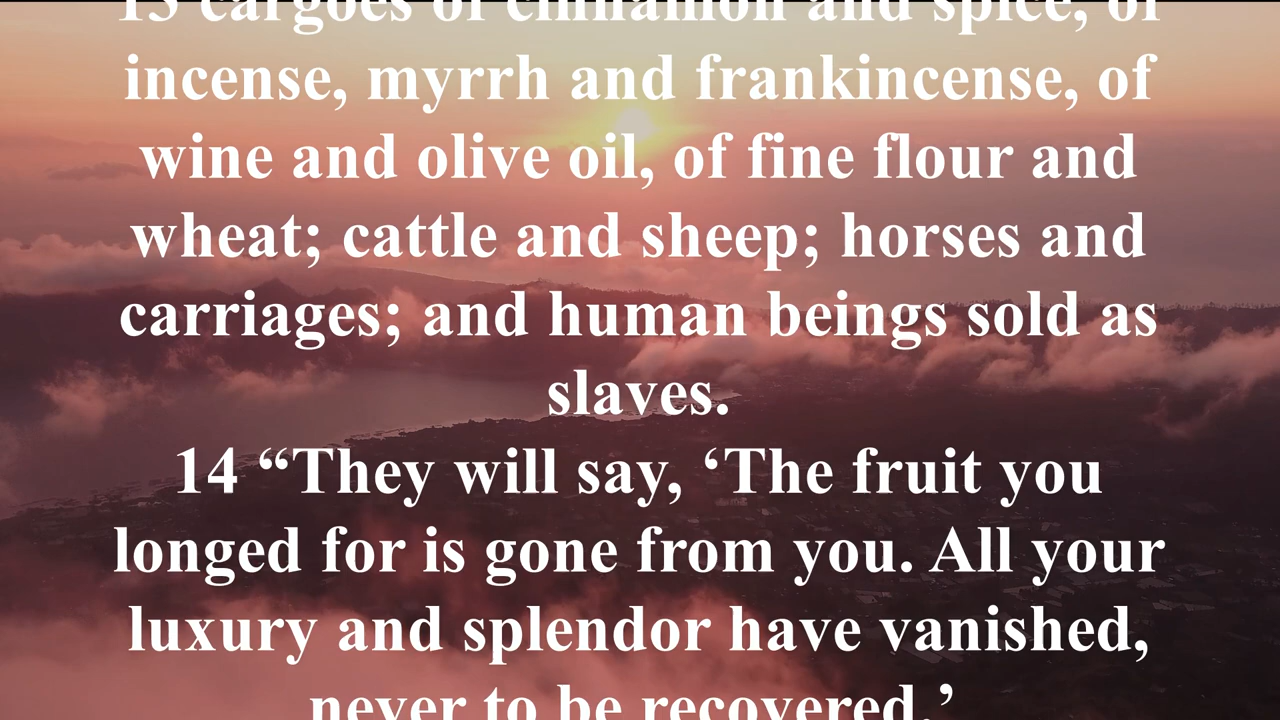 13 cargoes of cinnamon and spice, of
incense, myrrh and frankincense, of
wine and olive oil, of fine flour and
wheat; cattle and sheep; horses and
carriages; and human beings sold as
slaves.
14 “They will say, ‘The fruit you
longed for is gone from you. All your
luxury and splendor have vanished,
never to be recovered.’